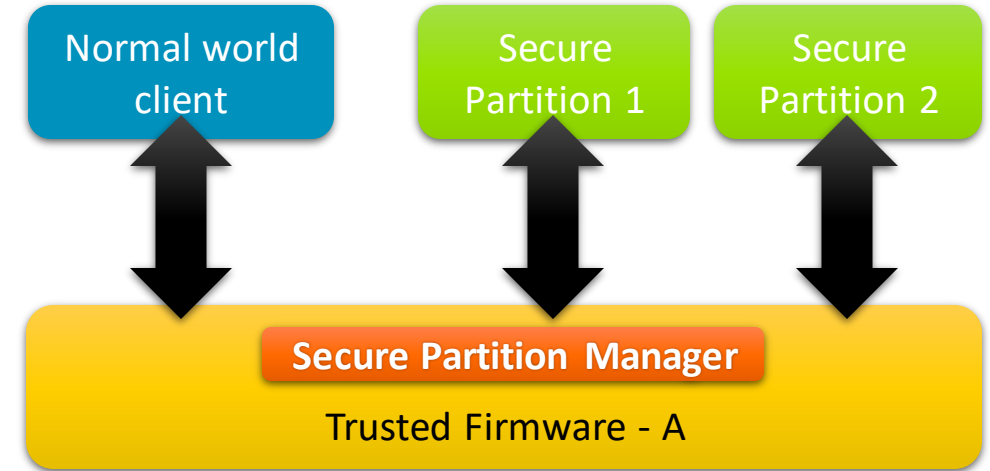 Normal world
client
Secure
Partition 1
Secure
Partition 2
Secure Partition Manager
Trusted Firmware - A